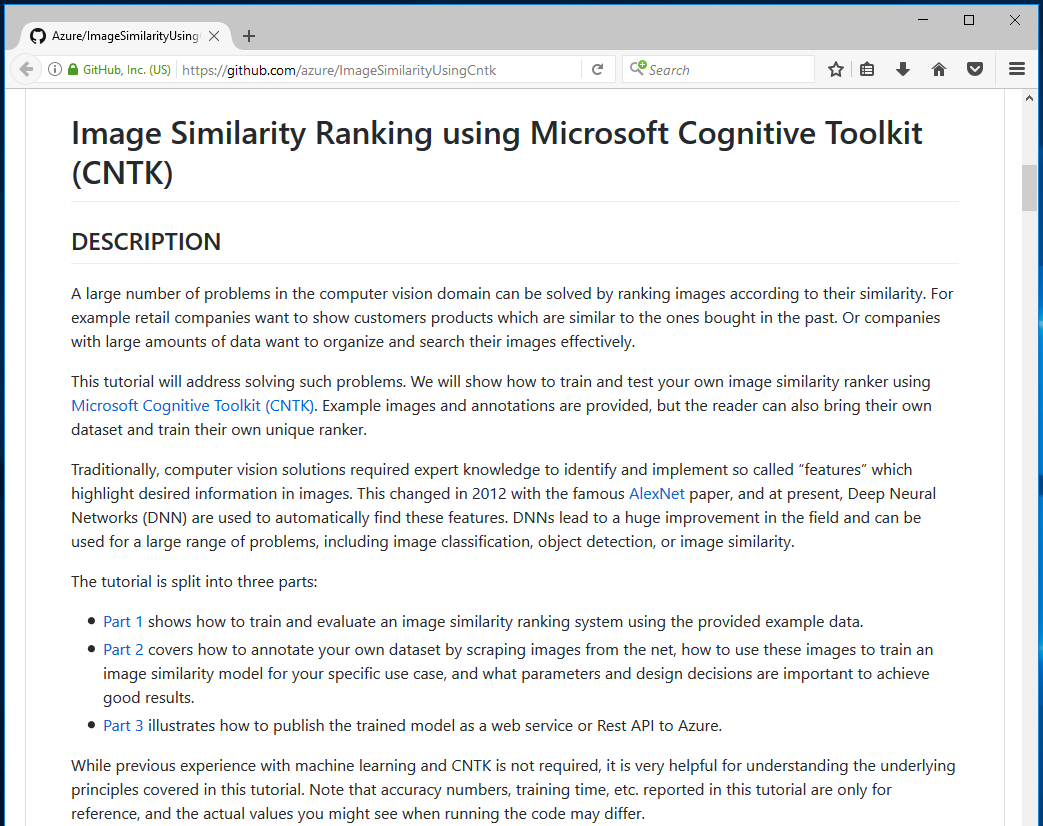 Azure/ImageSimilarityUsing
GitHub, Inc. (US)
https://github.com/azure/ImageSimilarityUsingCntk
Search
Image Similarity Ranking using Microsoft Cognitive Toolkit
(CNTK)
DESCRIPTION
A large number of problems in the computer vision domain can be solved by ranking images according to their similarity. For
example retail companies want to show customers products which are similar to the ones bought in the past. Or companies
with large amounts of data want to organize and search their images effectively.
This tutorial will address solving such problems. We will show how to train and test your own image similarity ranker using
Microsoft Cognitive Toolkit (CNTK). Example images and annotations are provided, but the reader can also bring their own
dataset and train their own unique ranker.
Traditionally, computer vision solutions required expert knowledge to identify and implement so called “features” which
highlight desired information in images. This changed in 2012 with the famous AlexNet paper, and at present, Deep Neural
Networks (DNN) are used to automatically find these features. DNNs lead to a huge improvement in the field and can be
used for a large range of problems, including image classification, object detection, or image similarity.
The tutorial is split into three parts:
• Part 1 shows how to train and evaluate an image similarity ranking system using the provided example data.
• Part 2 covers how to annotate your own dataset by scraping images from the net, how to use these images to train an
image similarity model for your specific use case, and what parameters and design decisions are important to achieve
good results.
• Part 3 illustrates how to publish the trained model as a web service or Rest API to Azure.
While previous experience with machine learning and CNTK is not required, it is very helpful for understanding the underlying
principles covered in this tutorial. Note that accuracy numbers, training time, etc. reported in this tutorial are only for
reference, and the actual values you might see when running the code may differ.